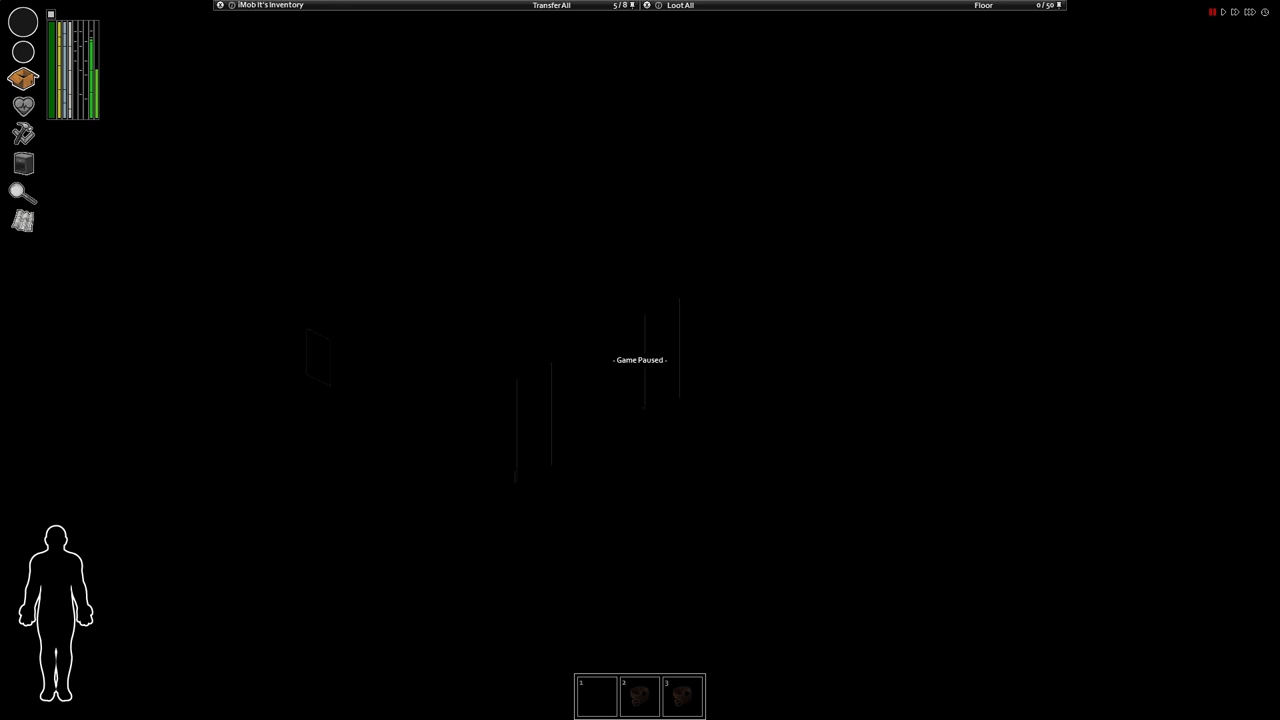 iMob It's Inventory Transfer All 5 / 8 Loot All Floor 0 / 50
- Game Paused -
1 2 3